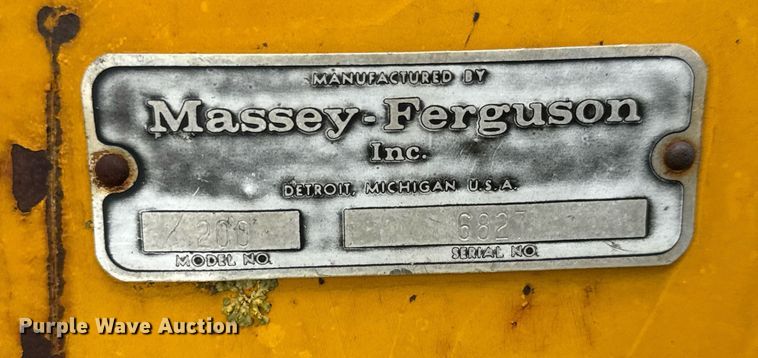 MANUFACTURED BY
Massey-Ferguson
Inc.
DETROIT, MICHIGAN U.S.A.
200 6827
MODEL NO. SERIAL NO.
Purple Wave Auction